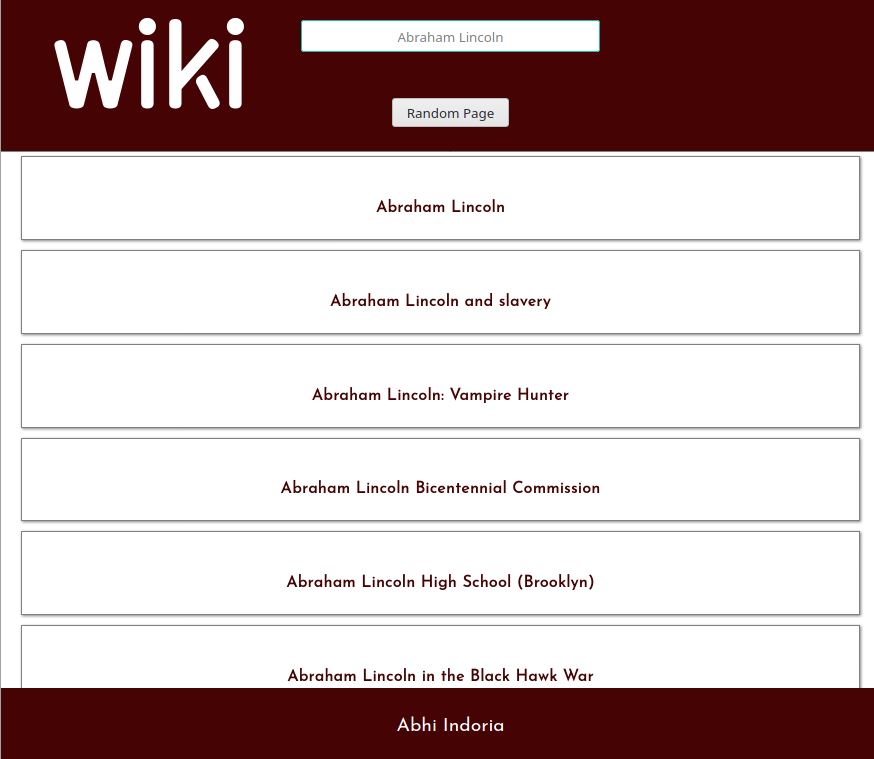 wiki
Abraham Lincoln
Random Page
Abraham Lincoln
Abraham Lincoln and slavery
Abraham Lincoln: Vampire Hunter
Abraham Lincoln Bicentennial Commission
Abraham Lincoln High School (Brooklyn)
Abraham Lincoln in the Black Hawk War
Abhi Indoria